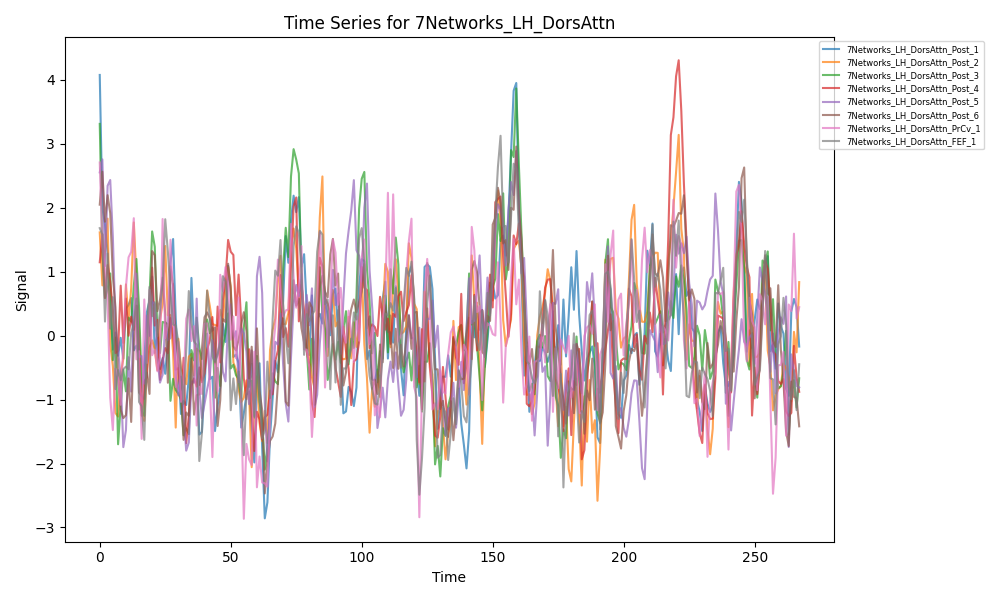 Time Series for 7Networks_LH_DorsAttn
7Networks_LH_DorsAttn_Post_1
7Networks_LH_DorsAttn_Post_2
7Networks_LH_DorsAttn_Post_3
7Networks_LH_DorsAttn_Post_4
7Networks_LH_DorsAttn_Post_5
7Networks_LH_DorsAttn_Post_6
7Networks_LH_DorsAttn_PrCv_1
7Networks_LH_DorsAttn_FEF_1
Signal
4
3
2
1
0
−1
−2
−3
0 50 100 150 200 250
Time